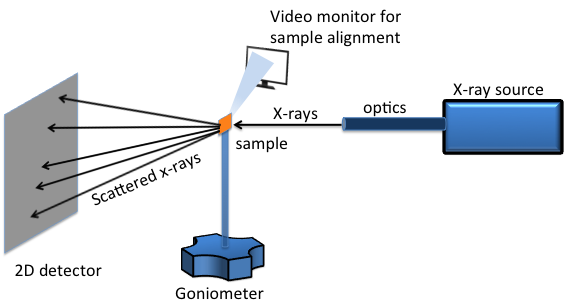 Video monitor for
sample alignment
X-ray source
X-rays
optics
sample
Scattered x-rays
2D detector
Goniometer